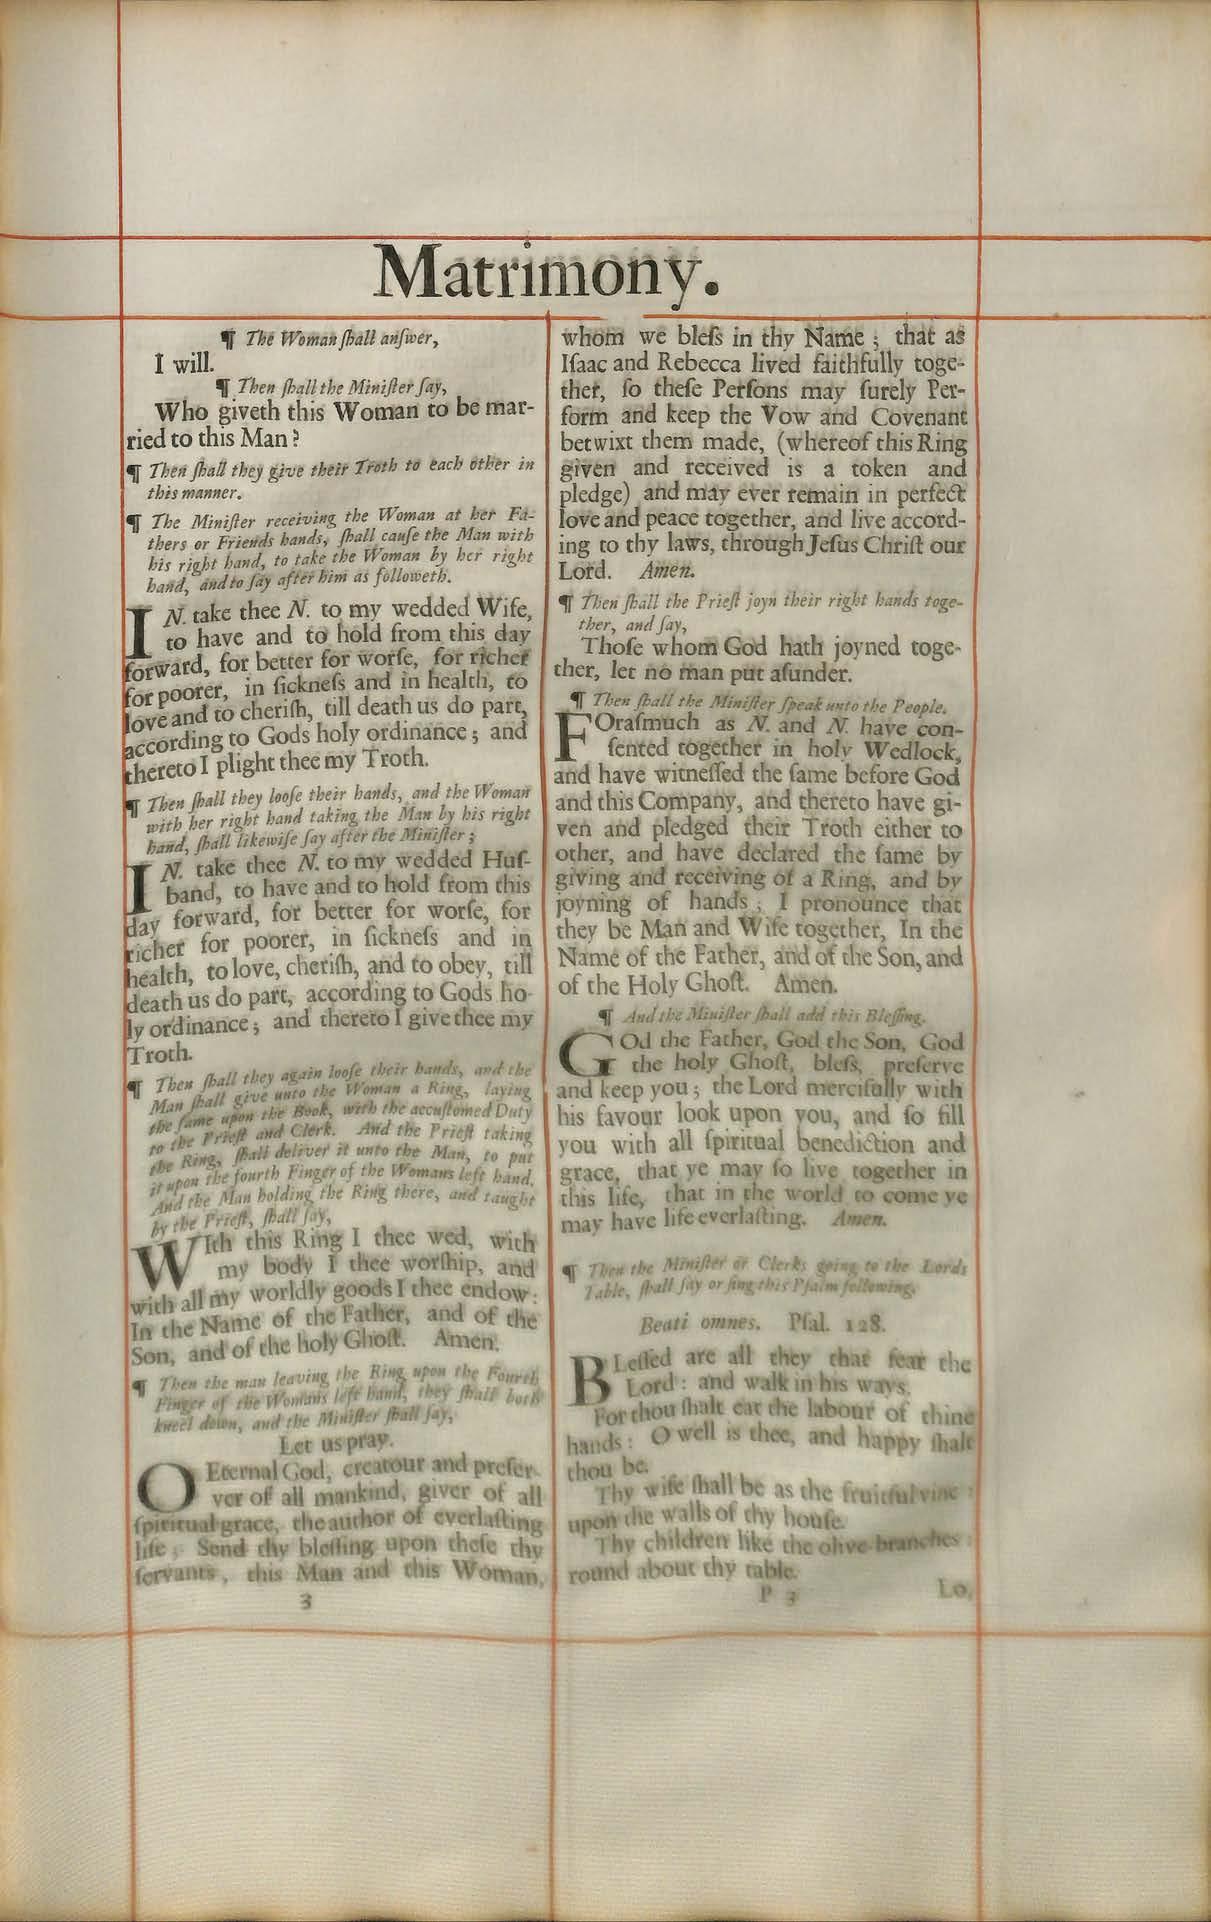 Matrimony.
¶ The Woman ſhall anſwer,
I will.
¶ Then ſhall the Miniſter ſay,
Who giveth this Woman to be mar-
ried to this Man?
¶ Then ſhall they give their Troth to each other in
this manner.
¶ The Miniſter receiving the Woman at her Fa-
thers or Friends hands, ſhall cauſe the Man with
his right hand, to take the Woman by her right
hand, and to ſay after him as followeth.
I N. take thee N. to my wedded Wife,
to have and to hold from this day
forward, for better for worſe, for richer
for poorer, in ſickneſs and in health, to
love and to cheriſh, till death us do part,
according to Gods holy ordinance; and
thereto I plight thee my Troth.
¶ Then ſhall they looſe their hands, and the Woman
with her right hand taking the Man by his right
hand, ſhall likewiſe ſay after the Miniſter;
I N. take thee N. to my wedded Huſ-
band, to have and to hold from this
day forward, for better for worſe, for
richer for poorer, in ſickneſs and in
health, to love, cheriſh, and to obey, till
death us do part, according to Gods ho-
ly ordinance; and thereto I give thee my
Troth.
¶ Then ſhall they again looſe their hands, and the
Man ſhall give unto the Woman a Ring, laying
the ſame upon the Book, with the accuſtomed Duty
to the Prieſt and Clerk. And the Prieſt taking
the Ring, ſhall deliver it unto the Man, to put
it upon the fourth Finger of the Womans left hand.
And the Man holding the Ring there, and taught
by the Prieſt, ſhall ſay,
WIth this Ring I thee wed, with
my body I thee worſhip, and
with all my worldly goods I thee endow:
In the Name of the Father, and of the
Son, and of the holy Ghoſt. Amen.
¶ Then the man leaving the Ring upon the Fourth
Finger of the Womans left hand, they ſhall both
kneel down, and the Miniſter ſhall ſay,
Let us pray.
O Eternal God, creatour and preſer-
ver of all mankind, giver of all
ſpiritual grace, the author of everlaſting
life; Send thy bleſſing upon theſe thy
ſervants, this Man and this Woman,
3
whom we bleſs in thy Name; that as
Iſaac and Rebecca lived faithfully toge-
ther, ſo theſe Perſons may ſurely Per-
form and keep the Vow and Covenant
betwixt them made, (whereof this Ring
given and received is a token and
pledge) and may ever remain in perfect
love and peace together, and live accord-
ing to thy laws, through Jeſus Chriſt our
Lord. Amen.
¶ Then ſhall the Prieſt joyn their right hands toge-
ther, and ſay,
Thoſe whom God hath joyned toge-
ther, let no man put aſunder.
¶ Then ſhall the Miniſter ſpeak unto the People.
FOraſmuch as N. and N. have con-
ſented together in holy Wedlock,
and have witneſſed the ſame before God
and this Company, and thereto have gi-
ven and pledged their Troth either to
other, and have declared the ſame by
giving and receiving of a Ring, and by
joyning of hands; I pronounce that
they be Man and Wife together, In the
Name of the Father, and of the Son, and
of the Holy Ghoſt. Amen.
¶ And the Miniſter ſhall add this Bleſſing.
GOd the Father, God the Son, God
the holy Ghoſt, bleſs, preſerve
and keep you; the Lord mercifully with
his favour look upon you, and ſo fill
you with all ſpiritual benediction and
grace, that ye may ſo live together in
this life, that in the world to come ye
may have life everlaſting. Amen.
¶ Then the Miniſter or Clerks going to the Lords
Table, ſhall ſay or ſing this Pſalm following.
Beati omnes. Pſal. 128.
BLeſſed are all they that fear the
Lord: and walk in his ways.
For thou ſhalt eat the labour of thine
hands: O well is thee, and happy ſhalt
thou be.
Thy wife ſhall be as the fruitful vine:
upon the walls of thy houſe.
Thy children like the olive-branches:
round about thy table.
P 3 Lo,